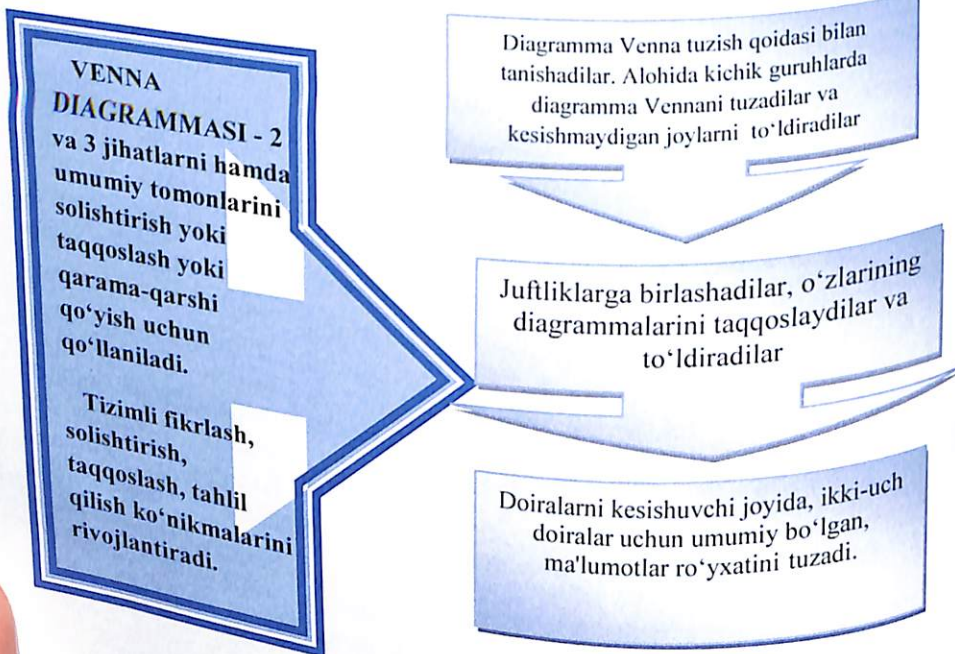 VENNA
DIAGRAMMASI - 2
va 3 jihatlarni hamda
umumiy tomonlarini
solishtirish yoki
taqqoslash yoki
qarama-qarshi
qo‘yish uchun
qo‘llaniladi.
Tizimli fikrlash,
solishtirish,
taqqoslash, tahlil
qilish ko‘nikmalarini
rivojlantiradi.
Diagramma Venna tuzish qoidasi bilan
tanishadilar. Alohida kichik guruhlarda
diagramma Vennani tuzadilar va
kesishmaydigan joylarni to‘ldiradilar
Juftliklarga birlashadilar, o‘zlarining
diagrammalarini taqqoslaydilar va
to‘ldiradilar
Doiralarni kesishuvchi joyida, ikki-uch
doiralar uchun umumiy bo‘lgan,
ma'lumotlar ro‘yxatini tuzadi.